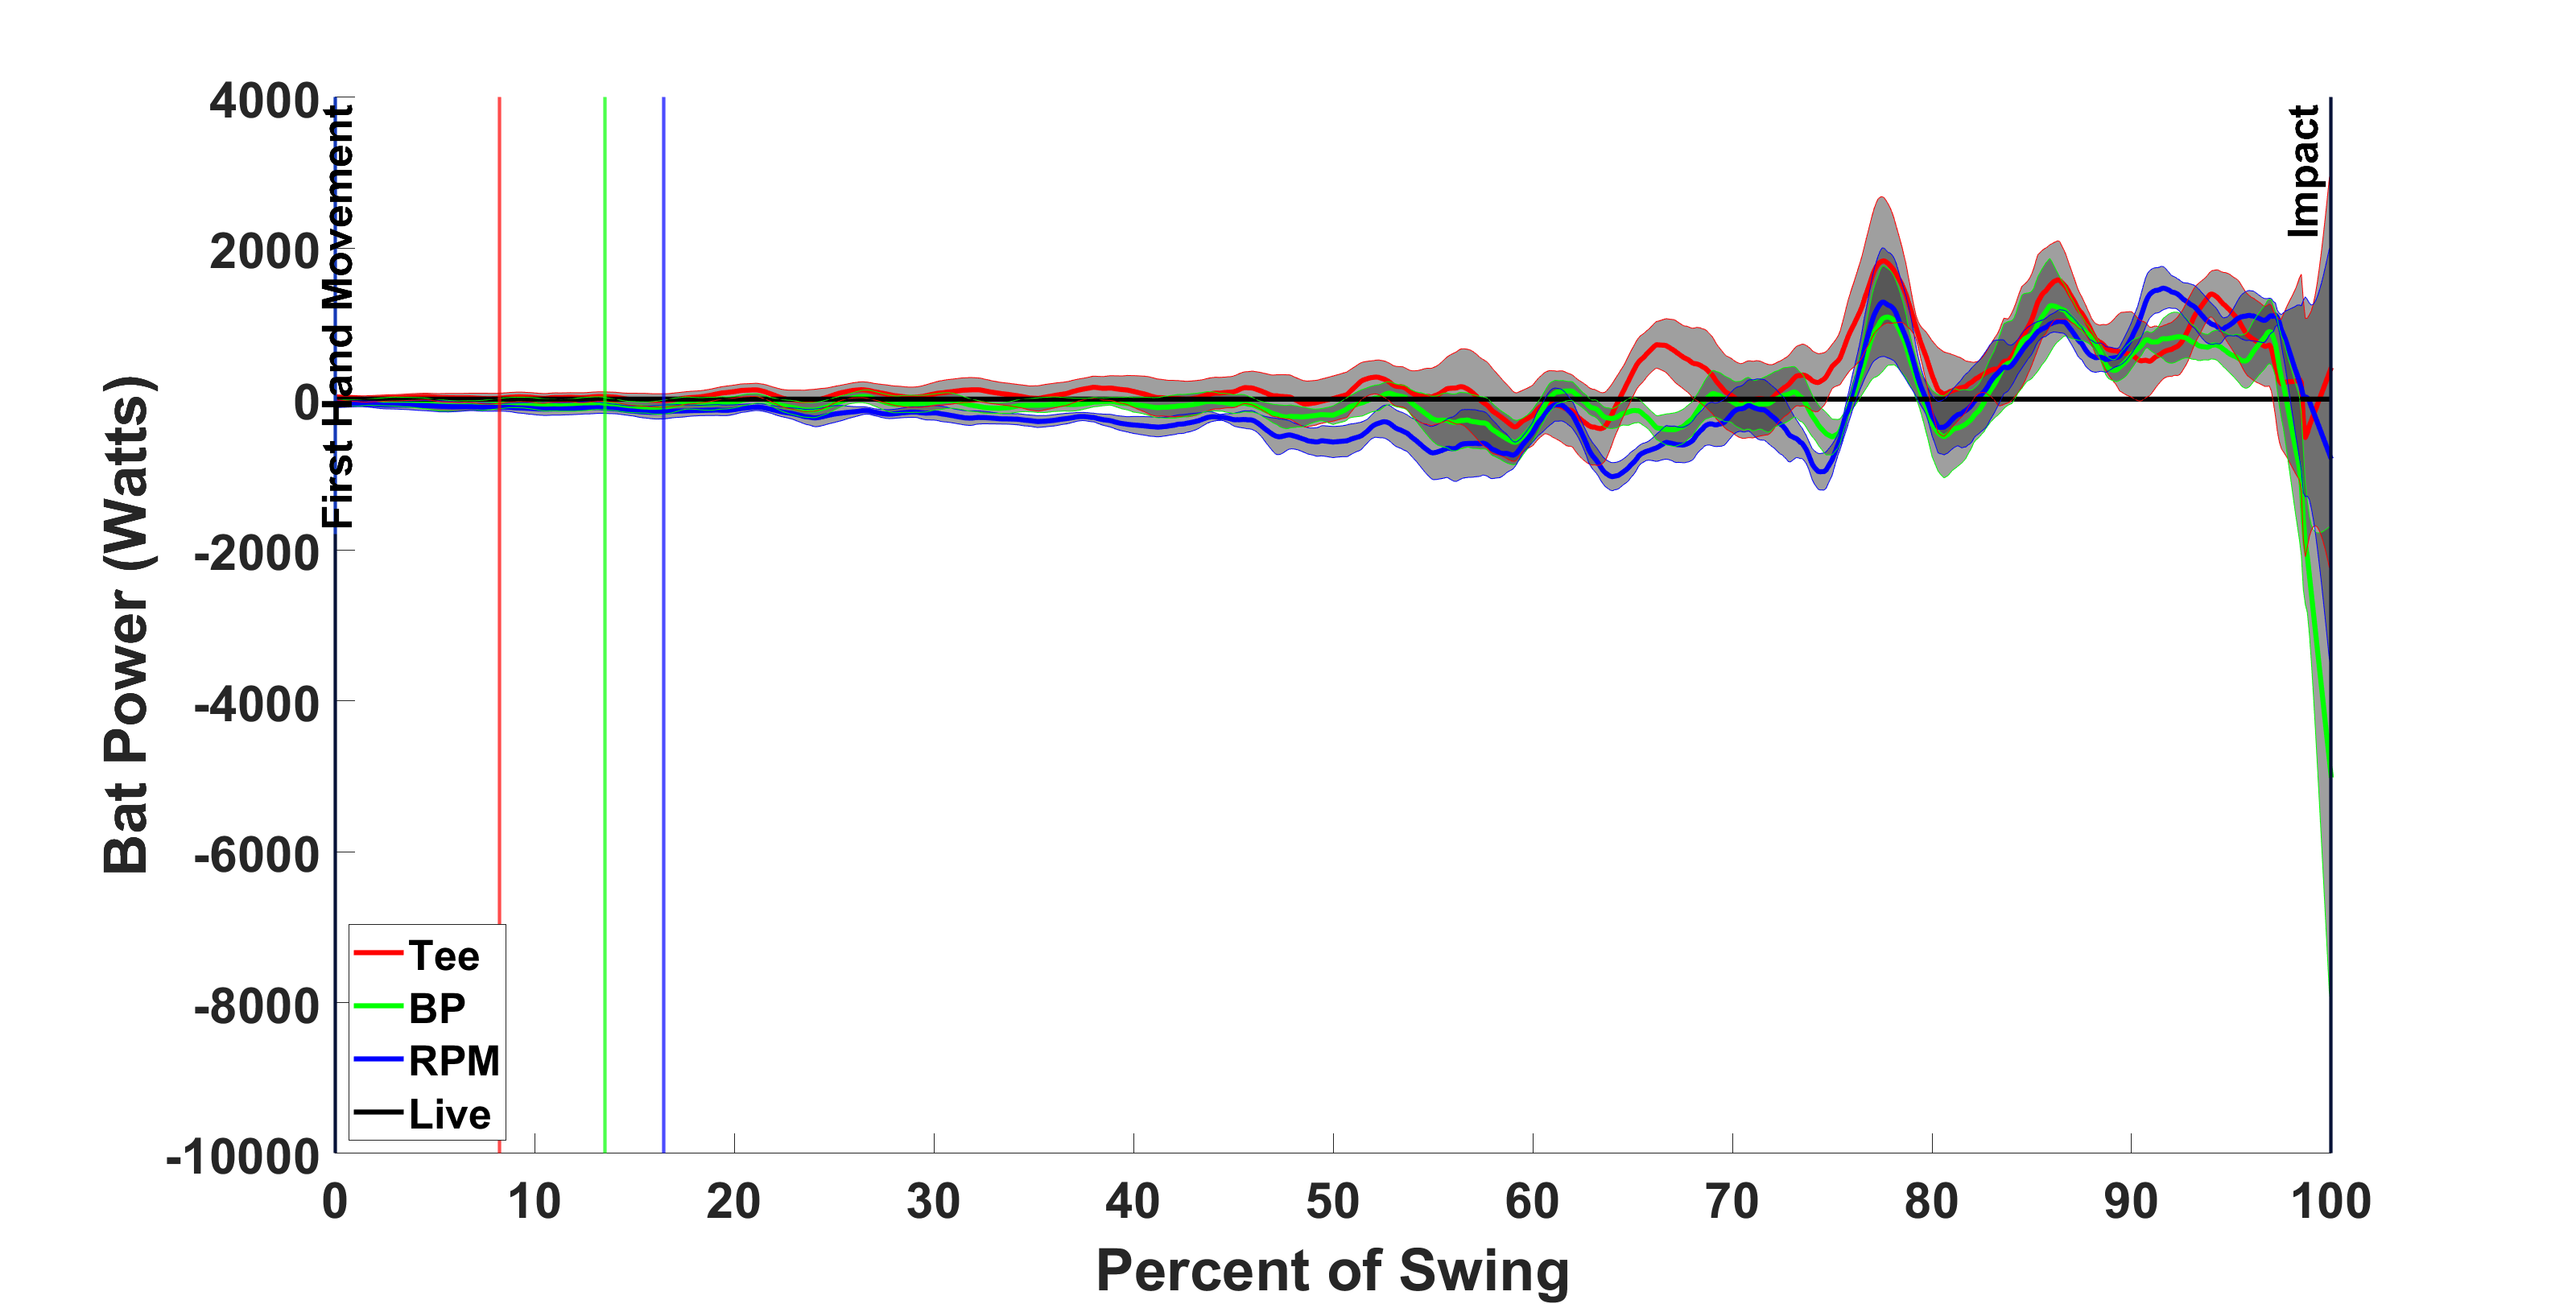 4000
2000
0
-2000
-4000
-6000
-8000
-10000
Bat Power (Watts)
First Hand Movement
Impact
Tee
BP
RPM
Live
0 10 20 30 40 50 60 70 80 90 100
Percent of Swing